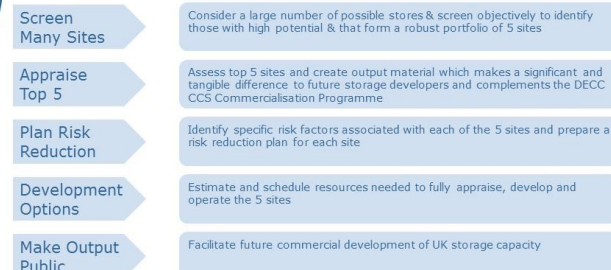 Screen
Many Sites
Consider a large number of possible stores & screen objectively to identify
those with high potential & that form a robust portfolio of 5 sites
Appraise
Top 5
Assess top 5 sites and create output material which makes a significant and
tangible difference to future storage developers and complements the DECC
CCS Commercialisation Programme
Plan Risk
Reduction
Identify specific risk factors associated with each of the 5 sites and prepare a
risk reduction plan for each site
Development
Options
Estimate and schedule resources needed to fully appraise, develop and
operate the 5 sites
Make Output
Public
Facilitate future commercial development of UK storage capacity